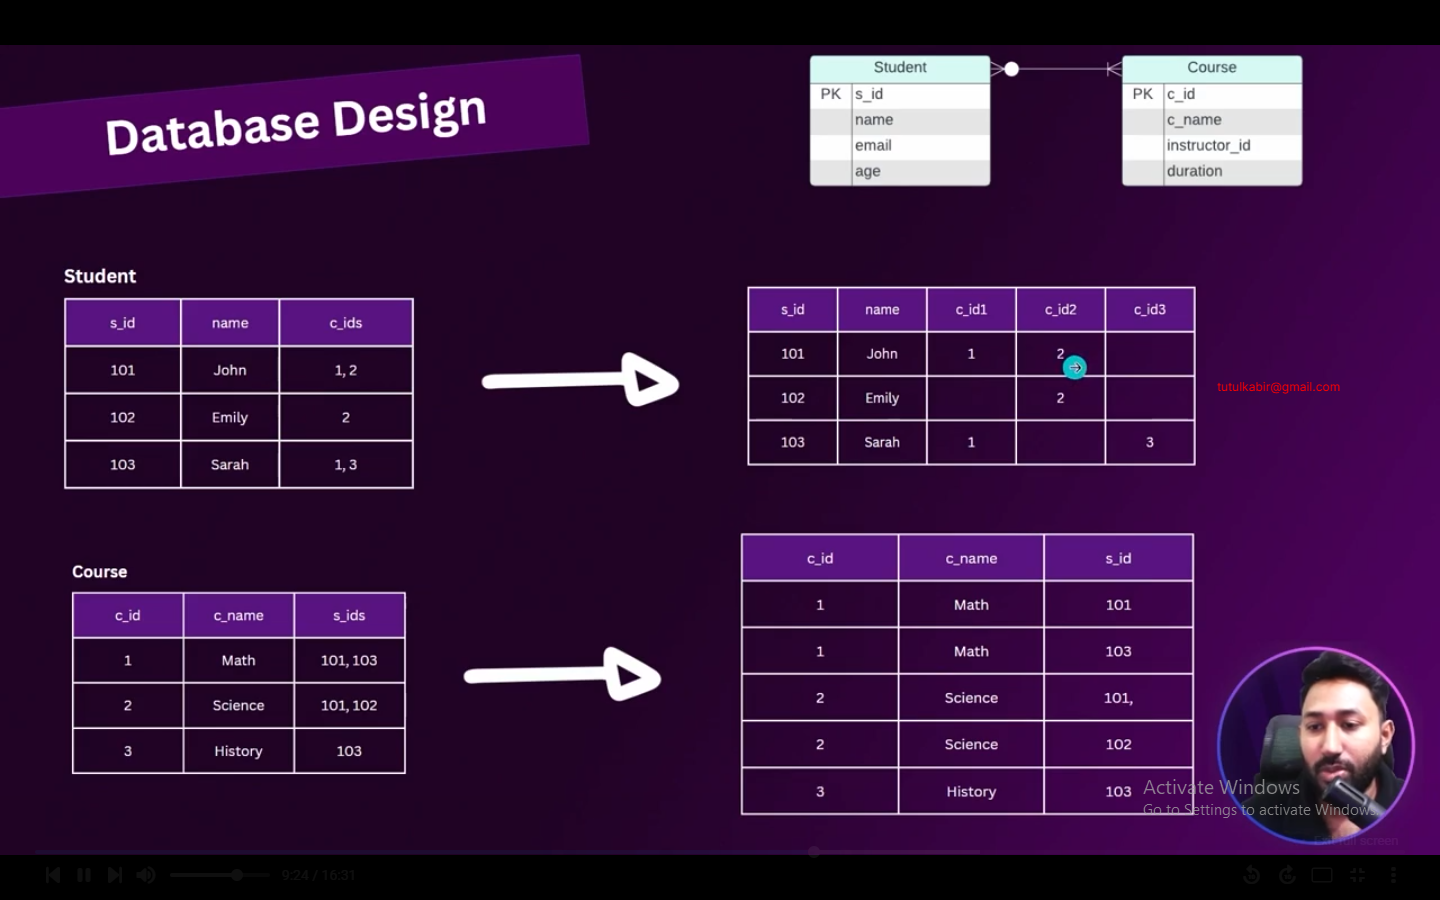 Database Design
Student Course
PK s_id PK c_id
name c_name
email instructor_id
age duration
Student
s_id name c_ids
101 John 1, 2
102 Emily 2
103 Sarah 1, 3
s_id name c_id1 c_id2 c_id3
101 John 1 2
102 Emily 2
103 Sarah 1 3
tutulkabir@gmail.com
Course
c_id c_name s_ids
1 Math 101, 103
2 Science 101, 102
3 History 103
c_id c_name s_id
1 Math 101
1 Math 103
2 Science 101,
2 Science 102
3 History 103
Activate Windows
Go to Settings to activate Windows.
9:24 / 16:31